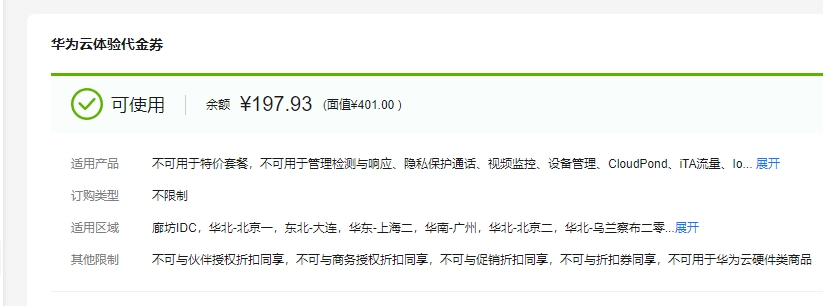 华为云体验代金券
可使用 余额 ¥197.93 (面值¥401.00 )
适用产品 不可用于特价套餐，不可用于管理检测与响应、隐私保护通话、视频监控、设备管理、CloudPond、iTA流量、Io... 展开
订购类型 不限制
适用区域 廊坊IDC，华北-北京一，东北-大连，华东-上海二，华南-广州，华北-北京二，华北-乌兰察布二零...展开
其他限制 不可与伙伴授权折扣同享，不可与商务授权折扣同享，不可与促销折扣同享，不可与折扣券同享，不可用于华为云硬件类商品